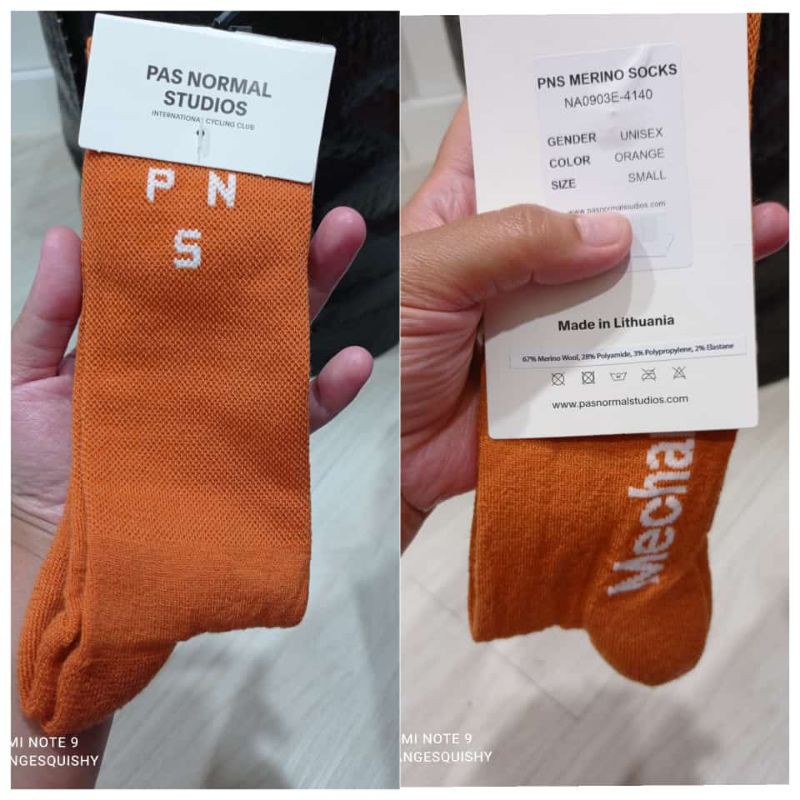 PAS NORMAL
STUDIOS
INTERNATIONAL CYCLING CLUB
P N
S
MI NOTE 9
ANGESQUISHY
PNS MERINO SOCKS
NA0903E-4140
GENDER UNISEX
COLOR ORANGE
SIZE SMALL
www.pasnormalstudios.com
Made in Lithuania
67% Merino Wool, 28% Polyamide, 3% Polypropylene, 2% Elastane
www.pasnormalstudios.com
Mecha
MI NOTE 9
ANGESQUISHY